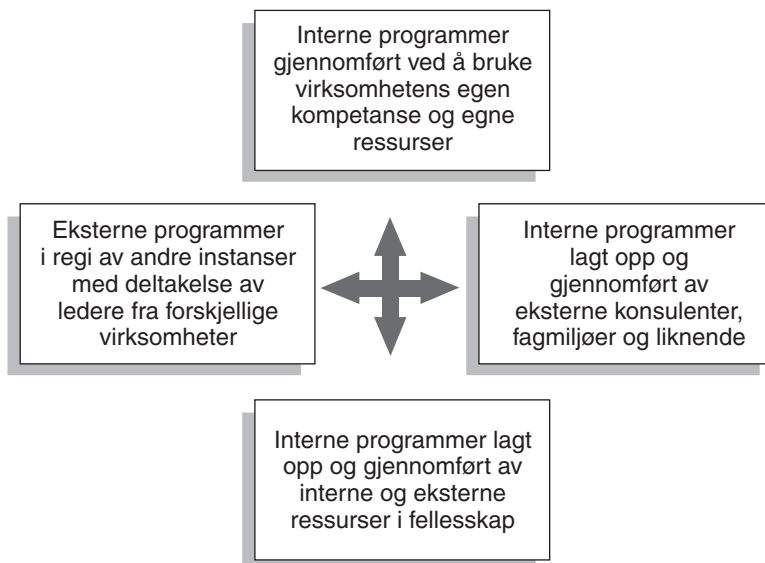 Interne programmer
gjennomført ved å bruke
virksomhetens egen
kompetanse og egne
ressurser
Eksterne programmer
i regi av andre instanser
med deltakelse av
ledere fra forskjellige
virksomheter
Interne programmer
lagt opp og
gjennomført av
eksterne konsulenter,
fagmiljøer og liknende
Interne programmer lagt
opp og gjennomført av
interne og eksterne
ressurser i fellesskap